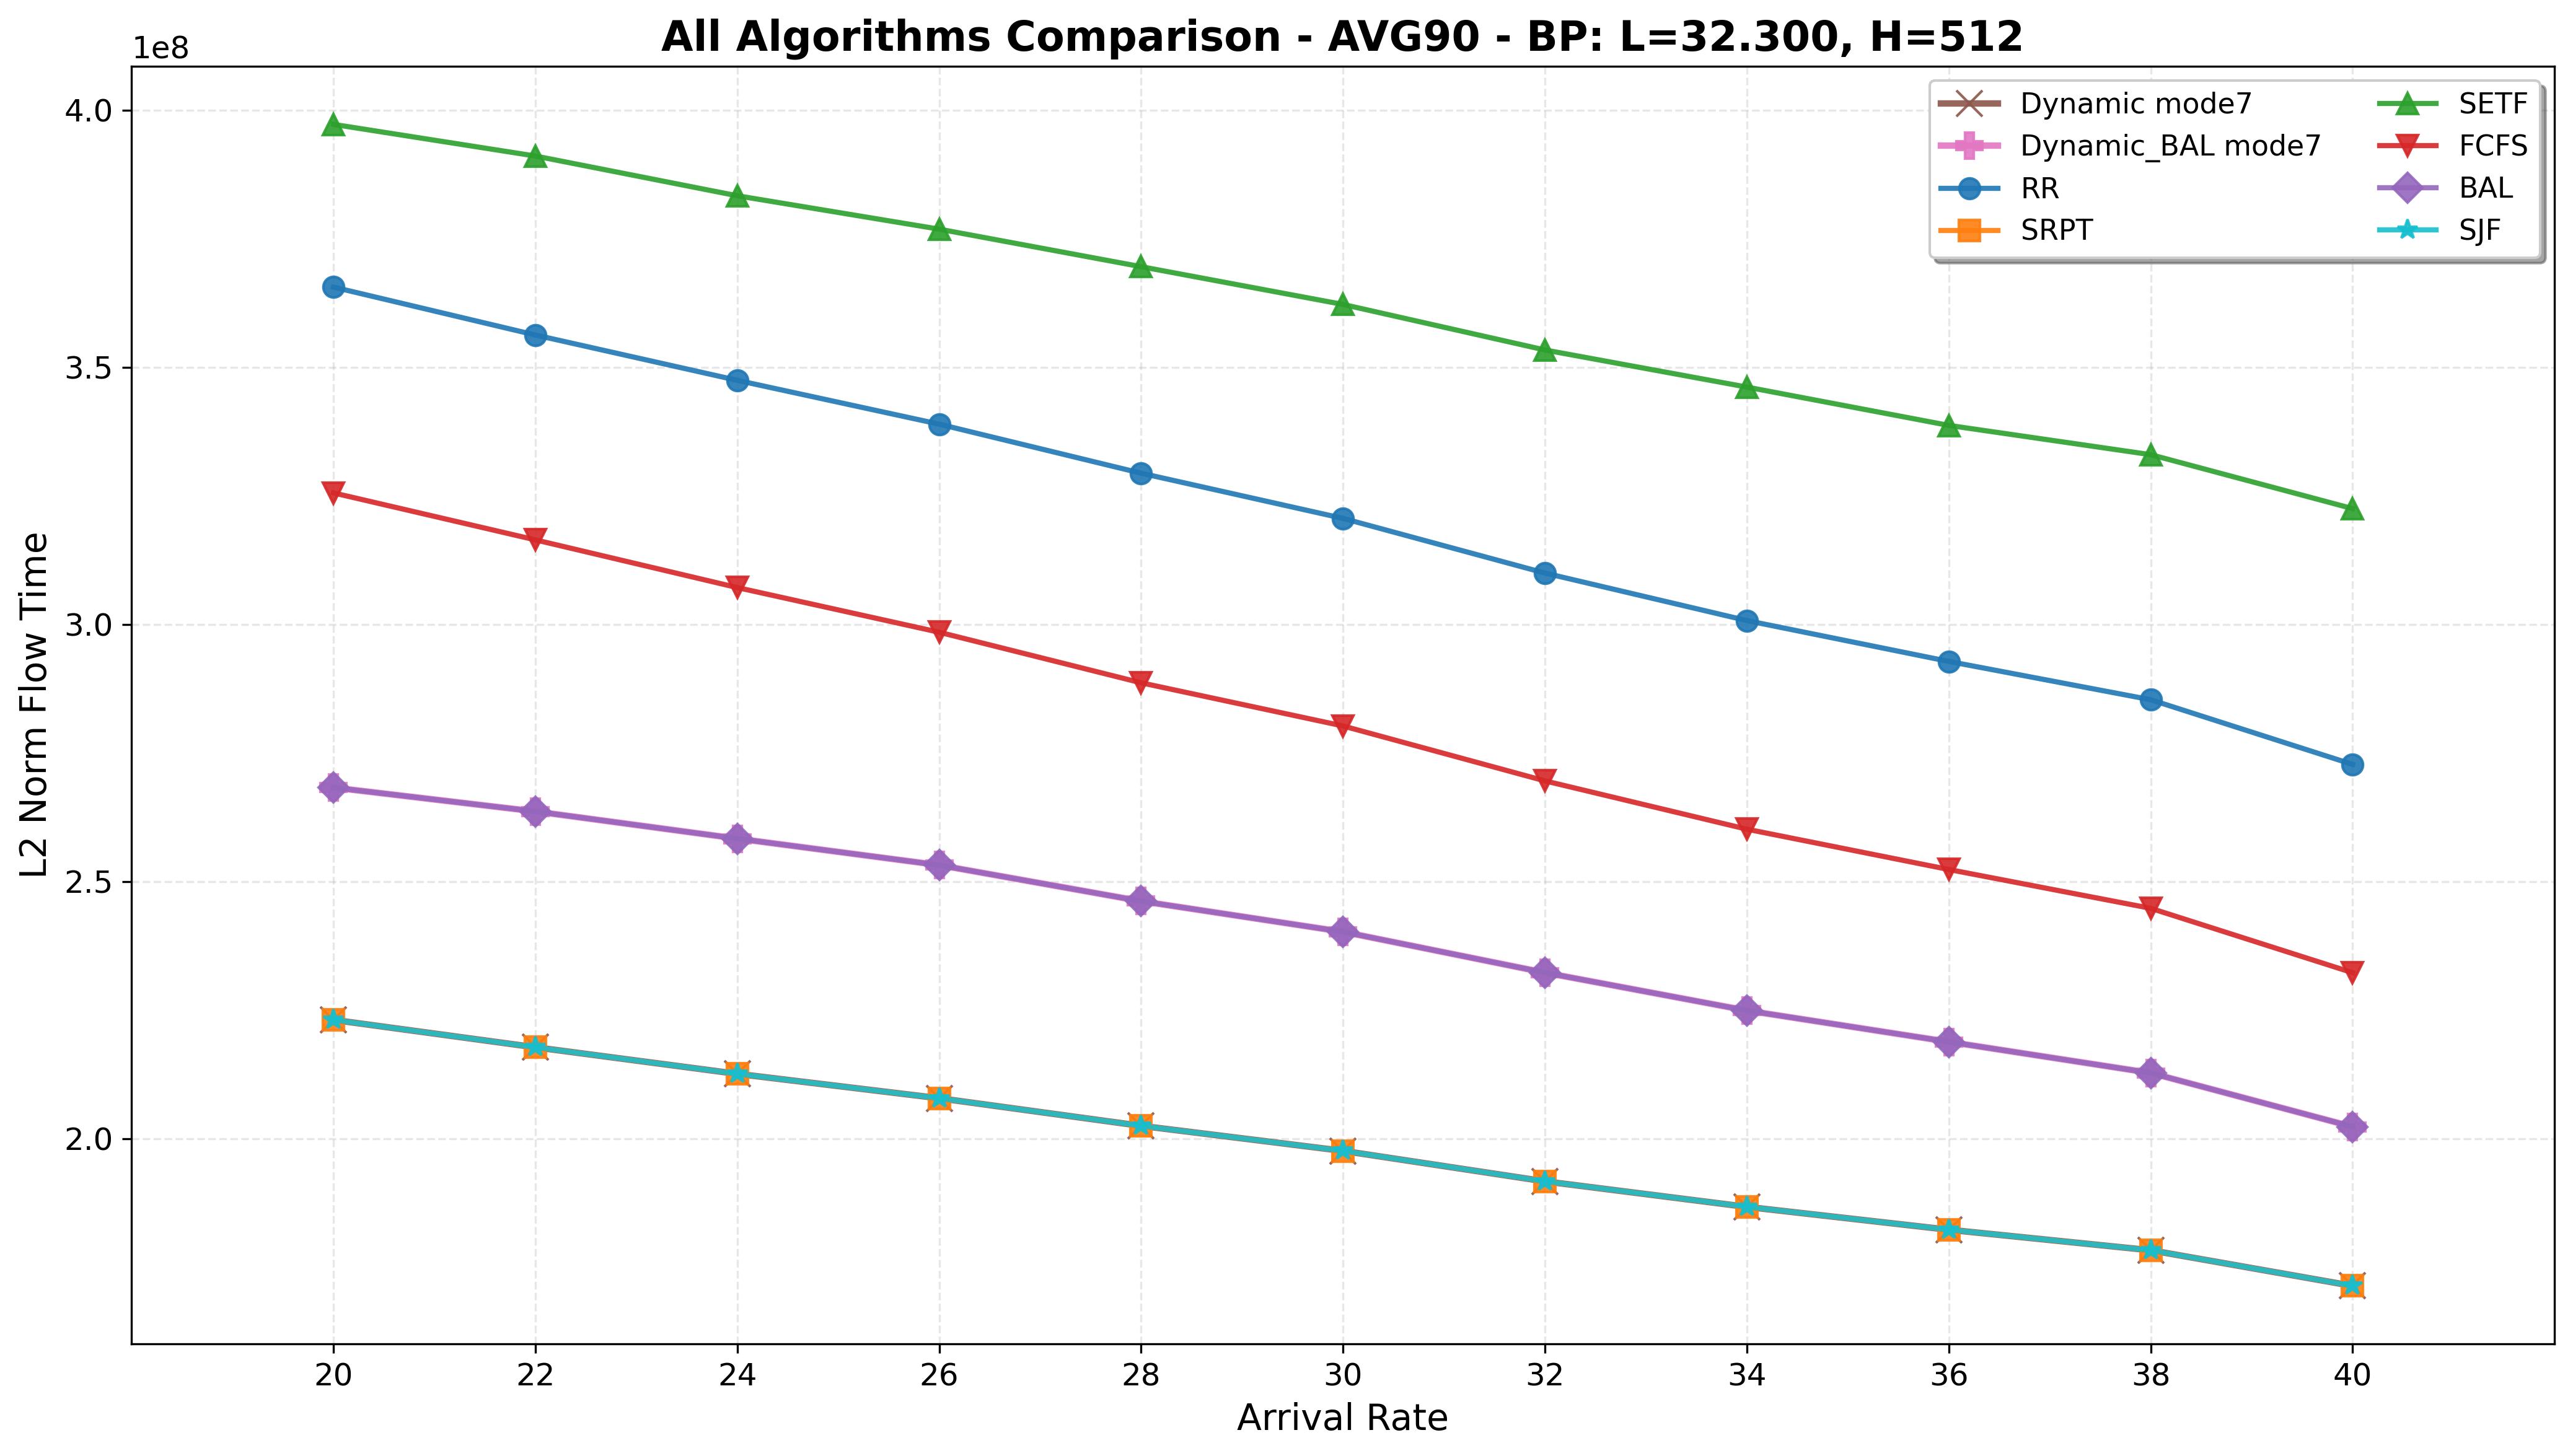 All Algorithms Comparison - AVG90 - BP: L=32.300, H=512
1e8
4.0
3.5
3.0
2.5
2.0
L2 Norm Flow Time
Dynamic mode7
Dynamic_BAL mode7
RR
SRPT
SETF
FCFS
BAL
SJF
20 22 24 26 28 30 32 34 36 38 40
Arrival Rate